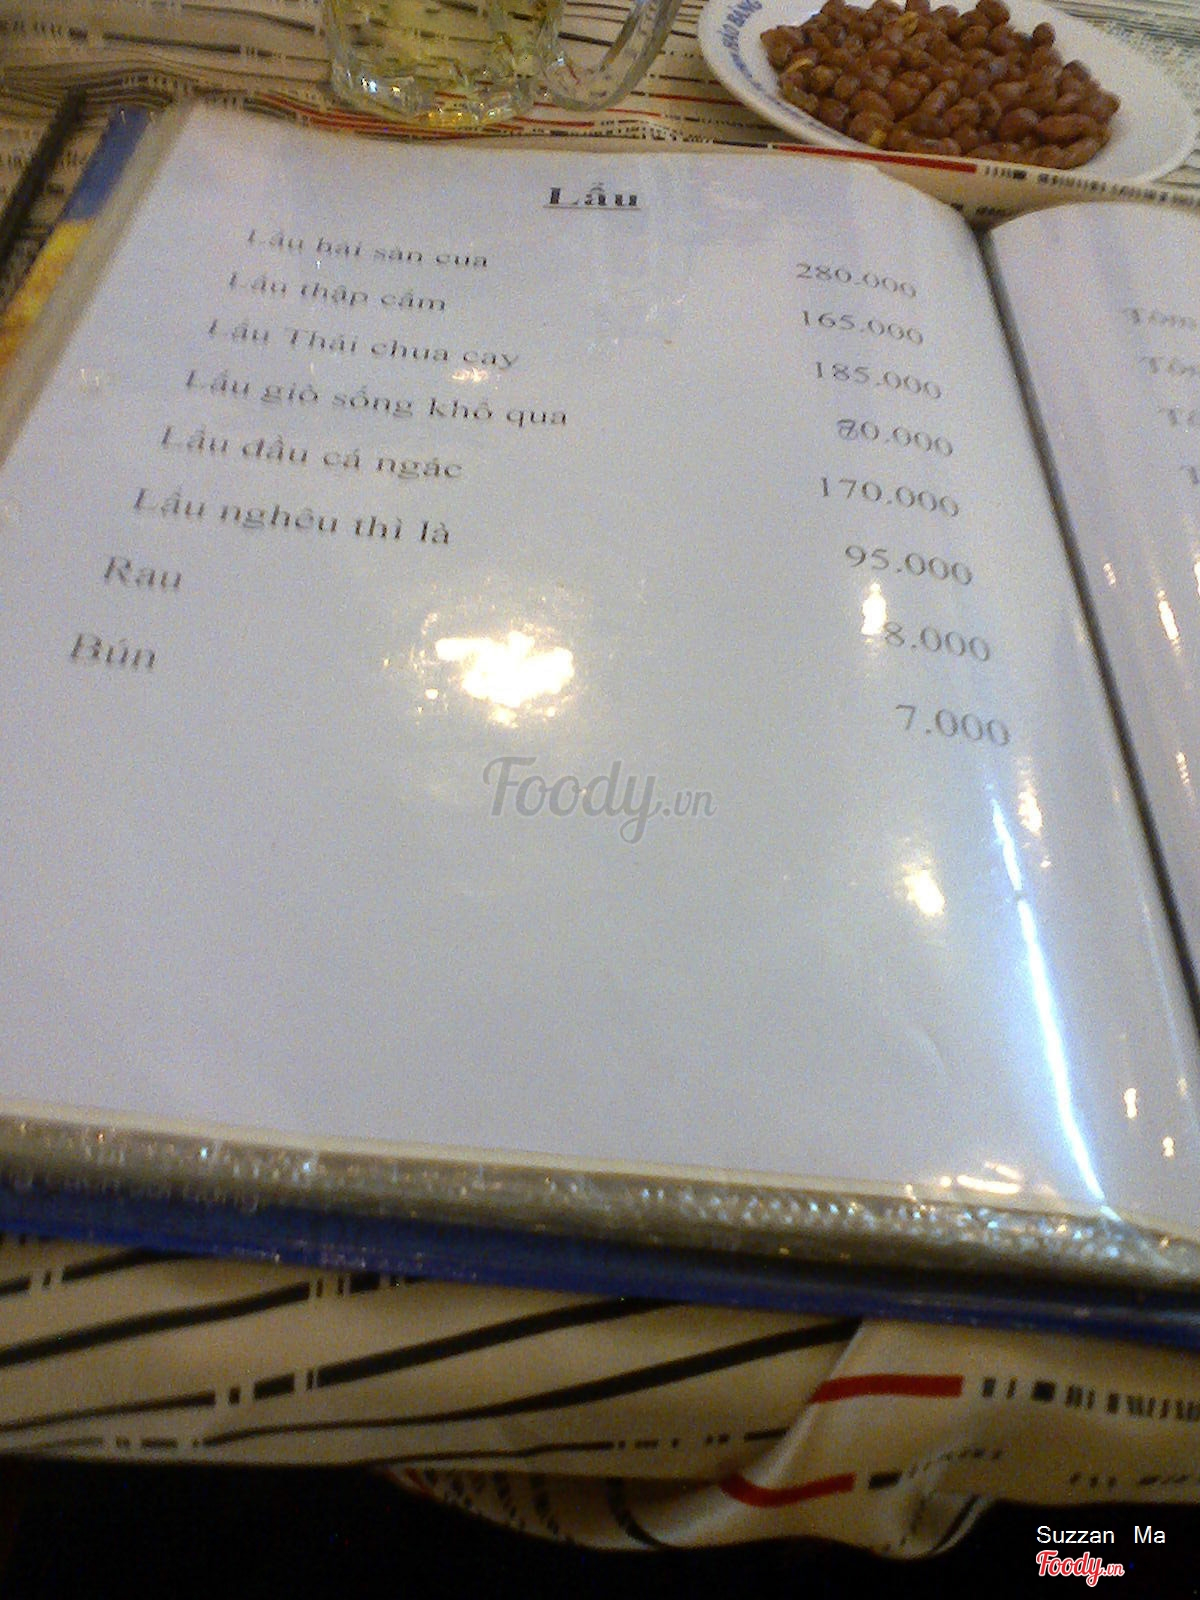 Lẩu
Lẩu hải sản cua 280.000
Lẩu thập cẩm 165.000
Lẩu Thái chua cay 185.000
Lẩu giò sống khổ qua 80.000
Lẩu đầu cá ngác 170.000
Lẩu nghêu thì là 95.000
Rau 8.000
Bún 7.000
Foody.vn
Suzzan Ma
Foody.vn